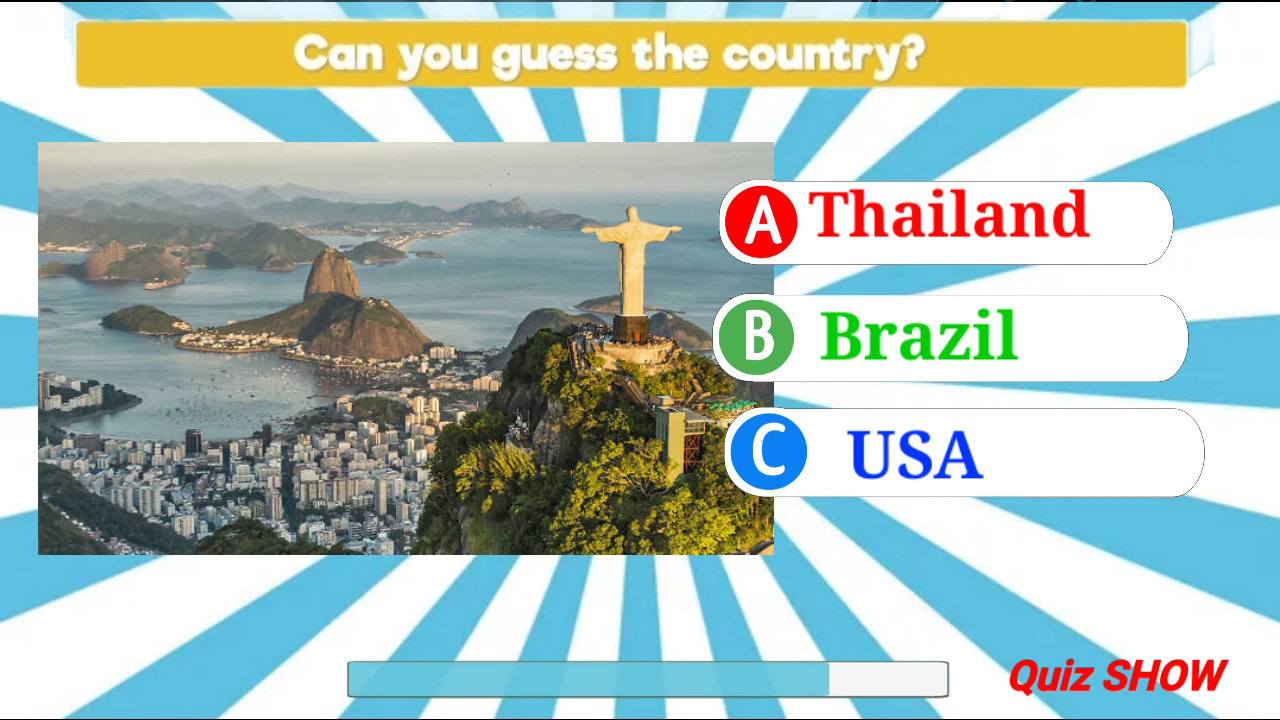 Can you guess the country?
A Thailand
B Brazil
C USA
Quiz SHOW